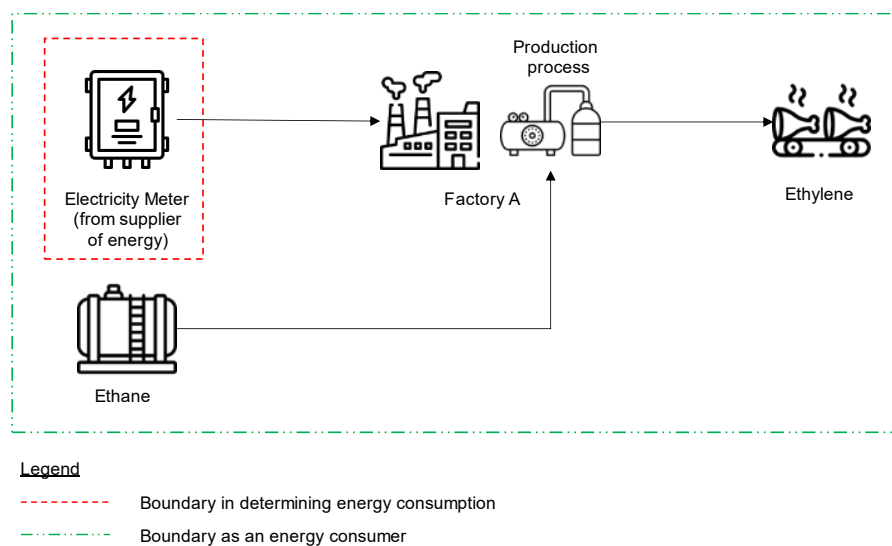 Production
process
Electricity Meter
(from supplier
of energy)
Factory A
Ethylene
Ethane
Legend
Boundary in determining energy consumption
Boundary as an energy consumer